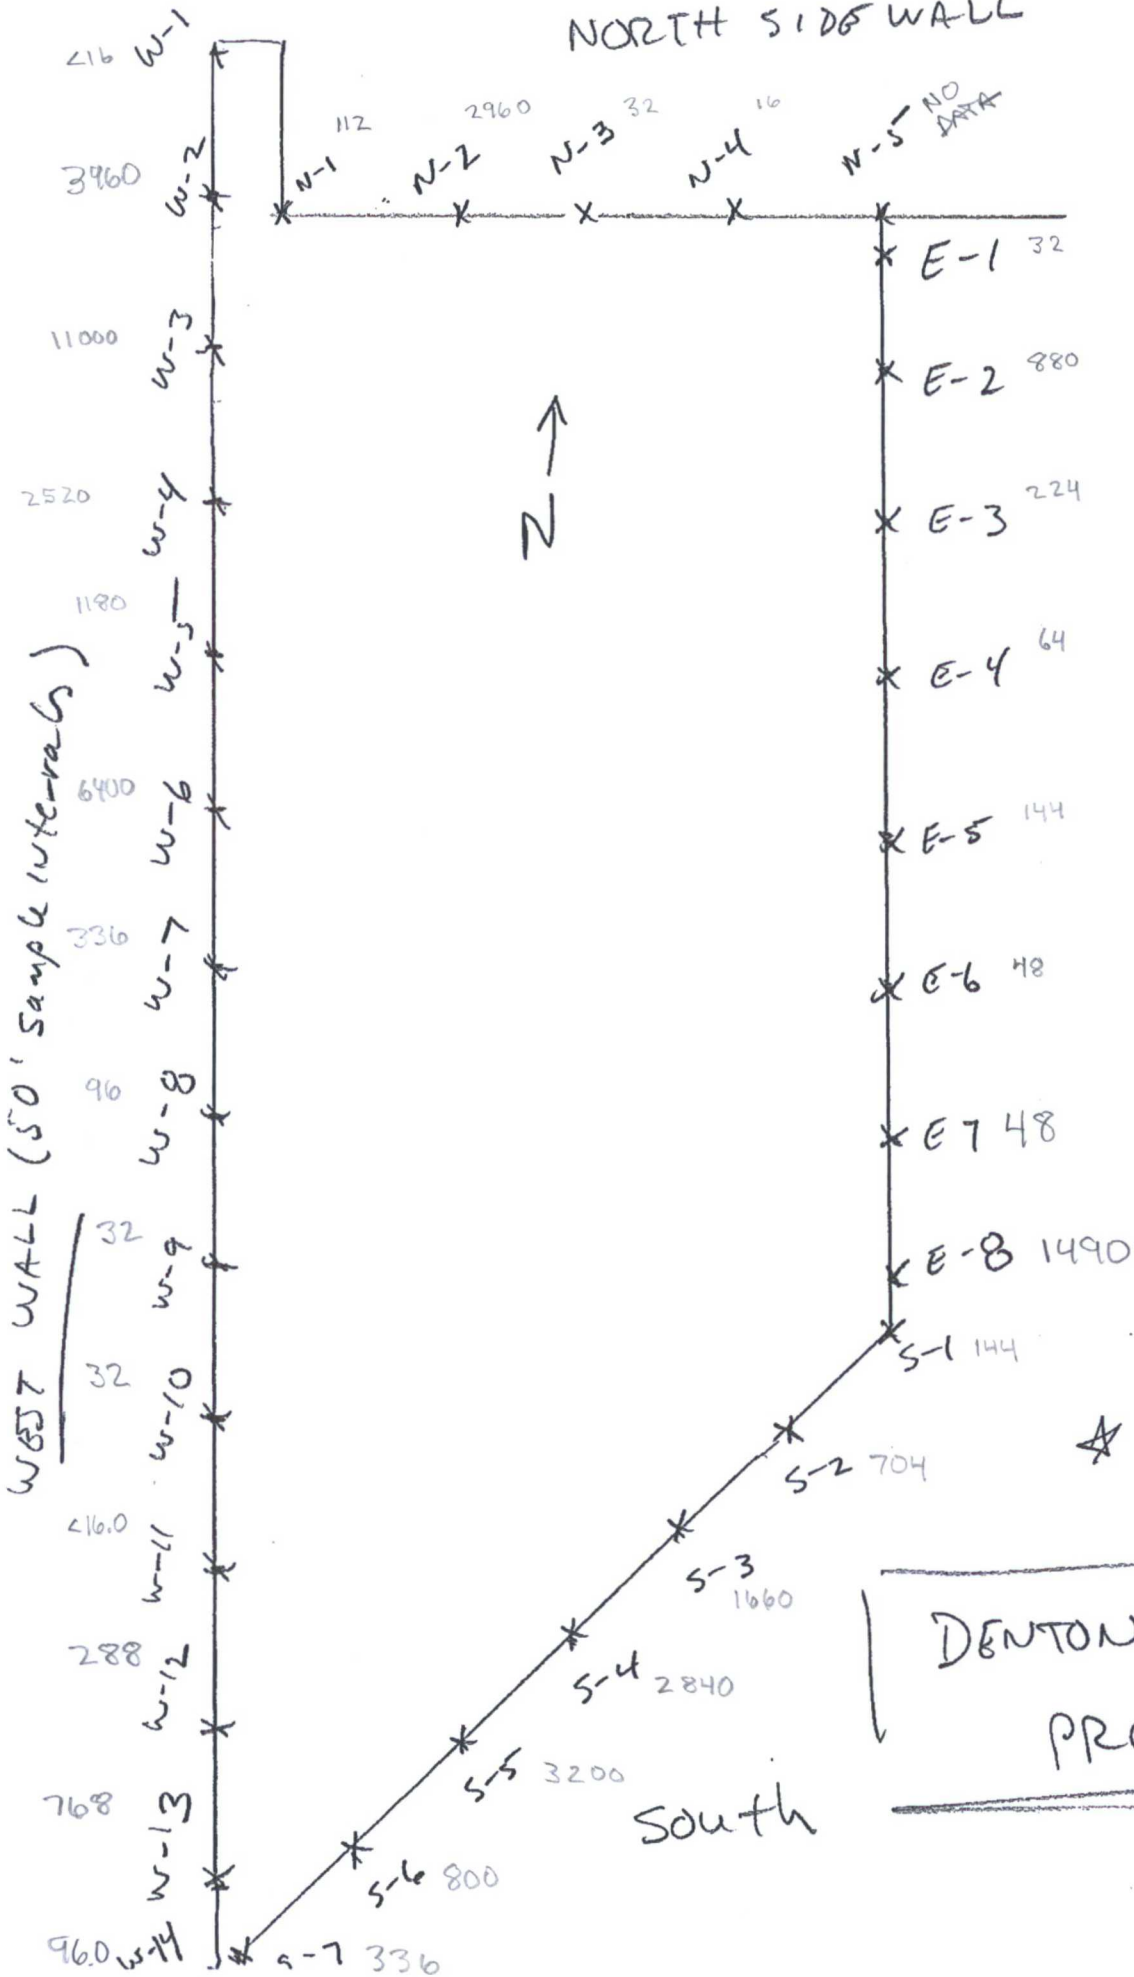 NORTH SIDE WALL
<16 W-1
3960 W-2
11000 W-3
2520 W-4
1180 W-5
6400 W-6
336 W-7
96 W-8
32 W-9
32 W-10
<16.0 W-11
288 W-12
768 W-13
96.0 W-14
WEST WALL (50' sample intervals)
N-1 112
N-2 2960
N-3 32
N-4 16
N-5 NO DATA
E-1 32
E-2 880
E-3 224
E-4 64
E-5 144
E-6 48
E7 48
E-8 1490
N
S-1 144
S-2 704
S-3 1660
S-4 2840
S-5 3200
S-6 800
S-7 336
South
DENTON